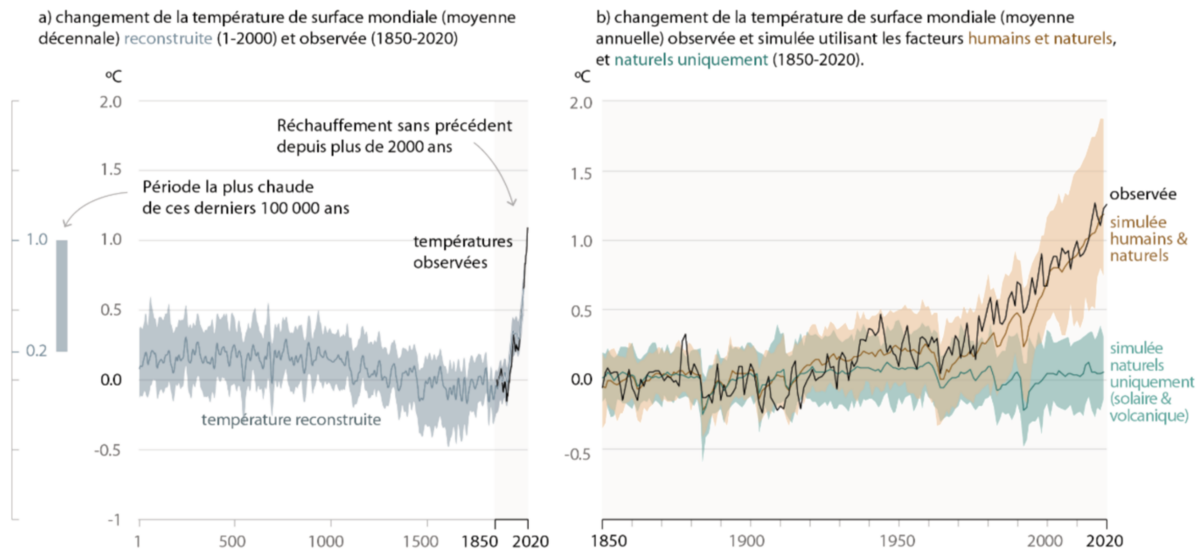 a) changement de la température de surface mondiale (moyenne
décennale) reconstruite (1-2000) et observée (1850-2020)
ºC
2.0
1.5
1.0
0.5
0.0
-0.5
-1
1.0
0.2
Réchauffement sans précédent
depuis plus de 2000 ans
Période la plus chaude
de ces derniers 100 000 ans
températures
observées
température reconstruite
1 500 1000 1500 1850 2020
b) changement de la température de surface mondiale (moyenne
annuelle) observée et simulée utilisant les facteurs humains et naturels,
et naturels uniquement (1850-2020).
ºC
2.0
1.5
1.0
0.5
0.0
-0.5
observée
simulée
humains &
naturels
simulée
naturels
uniquement
(solaire &
volcanique)
1850 1900 1950 2000 2020